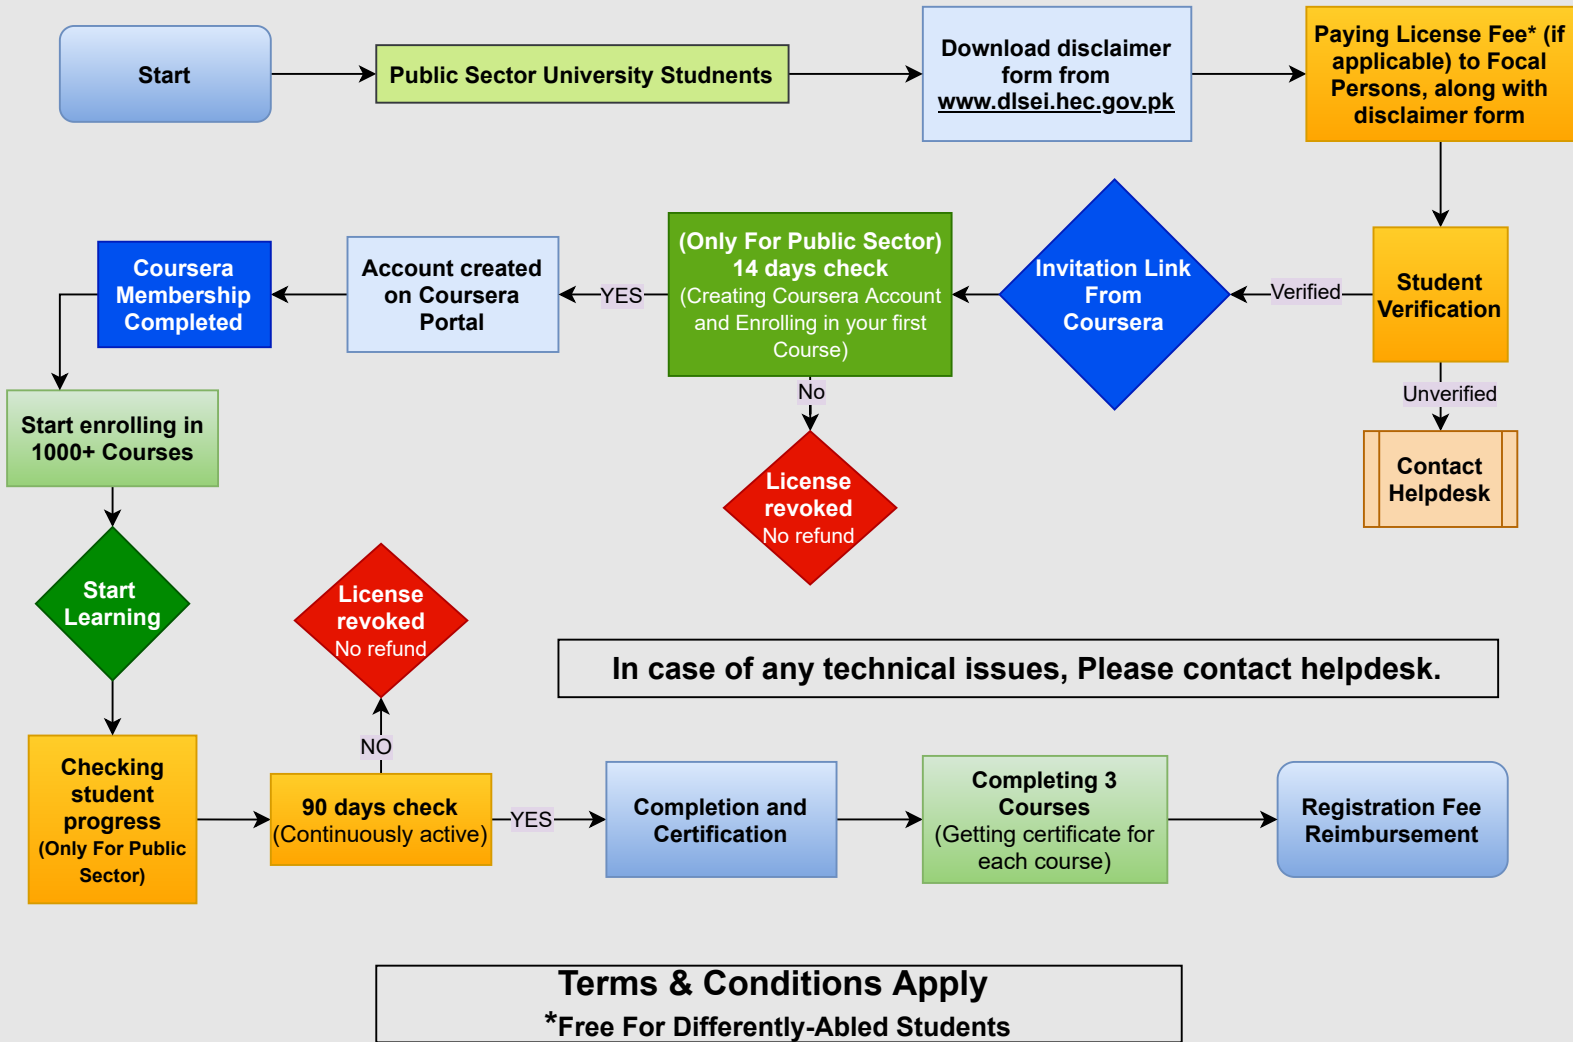 Start
Public Sector University Studnents
Download disclaimer
form from
www.dlsei.hec.gov.pk
Paying License Fee* (if
applicable) to Focal
Persons, along with
disclaimer form
Coursera
Membership
Completed
Account created
on Coursera
Portal
YES
(Only For Public Sector)
14 days check
(Creating Coursera Account
and Enrolling in your first
Course)
Invitation Link
From
Coursera
Verified
Student
Verification
No
Unverified
Start enrolling in
1000+ Courses
License
revoked
No refund
Contact
Helpdesk
Start
Learning
License
revoked
No refund
In case of any technical issues, Please contact helpdesk.
NO
Checking
student
progress
(Only For Public
Sector)
90 days check
(Continuously active)
YES
Completion and
Certification
Completing 3
Courses
(Getting certificate for
each course)
Registration Fee
Reimbursement
Terms & Conditions Apply
*Free For Differently-Abled Students